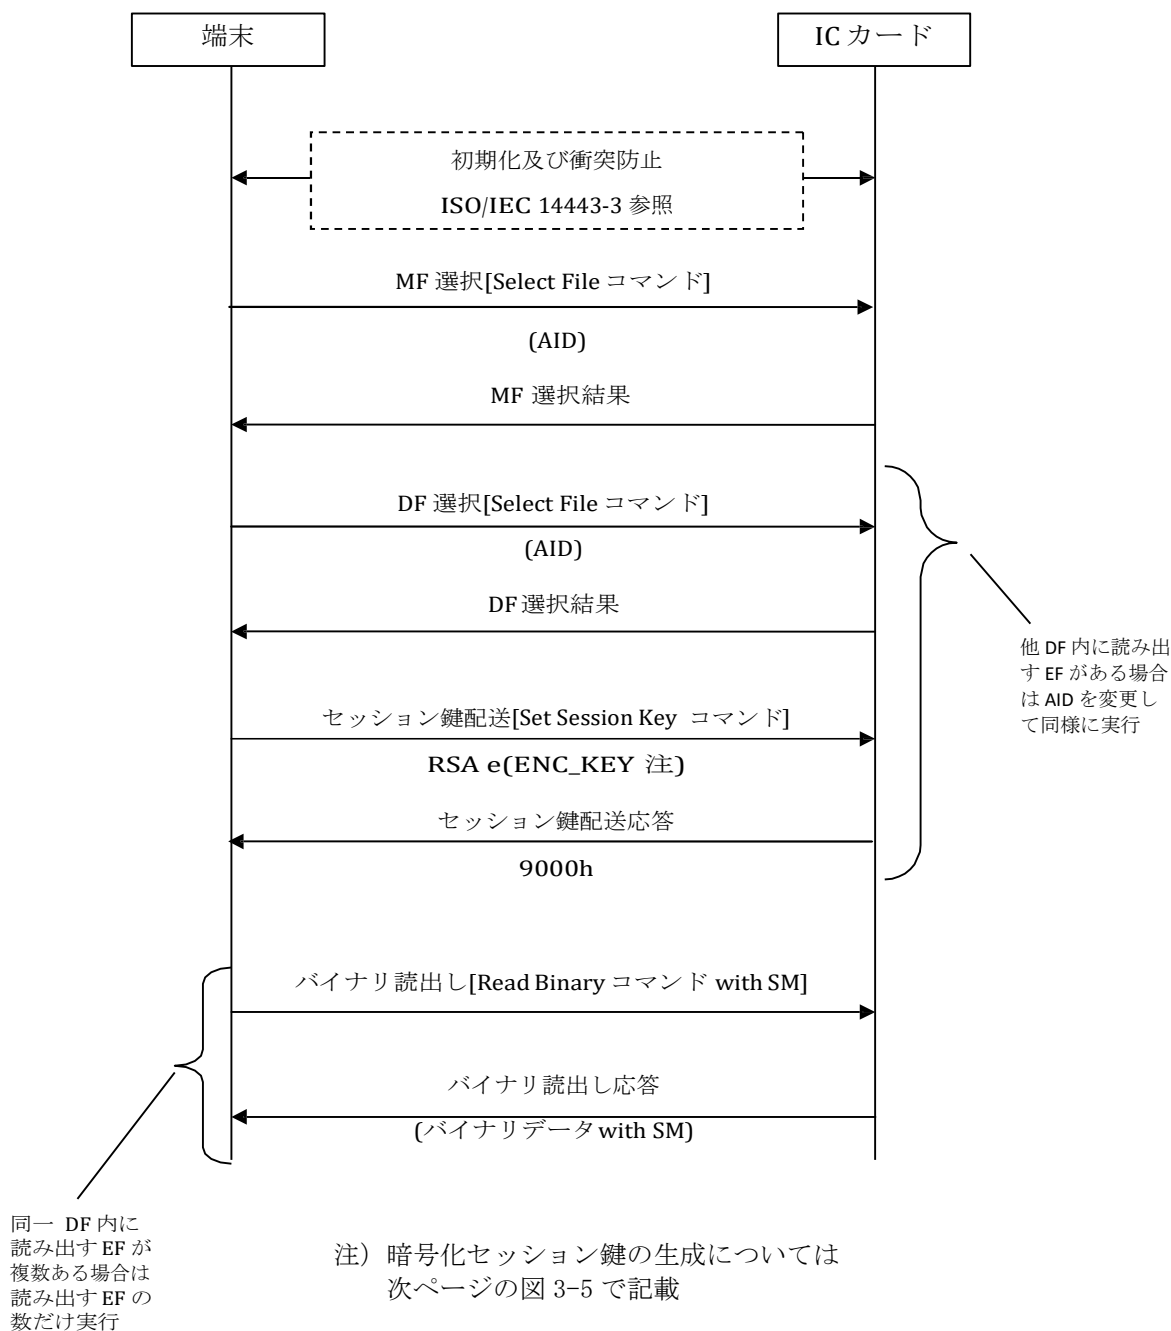 端末
ICカード
初期化及び衝突防止
ISO/IEC 14443-3 参照
MF 選択[Select File コマンド]
(AID)
MF 選択結果
DF 選択[Select File コマンド]
(AID)
DF 選択結果
他 DF 内に読み出
す EF がある場合
は AID を変更し
て同様に実行
セッション鍵配送[Set Session Key コマンド]
RSA e(ENC_KEY 注)
セッション鍵配送応答
9000h
バイナリ読出し[Read Binary コマンド with SM]
バイナリ読出し応答
(バイナリデータ with SM)
同一 DF 内に
読み出す EF が
複数ある場合は
読み出す EF の
数だけ実行
注）暗号化セッション鍵の生成については
次ページの図 3-5 で記載